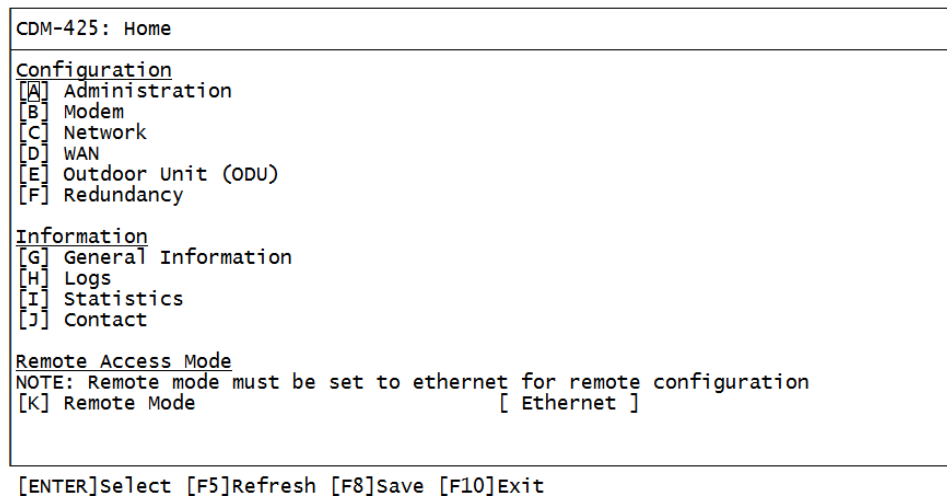 CDM-425: Home
Configuration
[A] Administration
[B] Modem
[C] Network
[D] WAN
[E] Outdoor Unit (ODU)
[F] Redundancy
Information
[G] General Information
[H] Logs
[I] Statistics
[J] Contact
Remote Access Mode
NOTE: Remote mode must be set to ethernet for remote configuration
[K] Remote Mode [ Ethernet ]
[ENTER]Select [F5]Refresh [F8]Save [F10]Exit